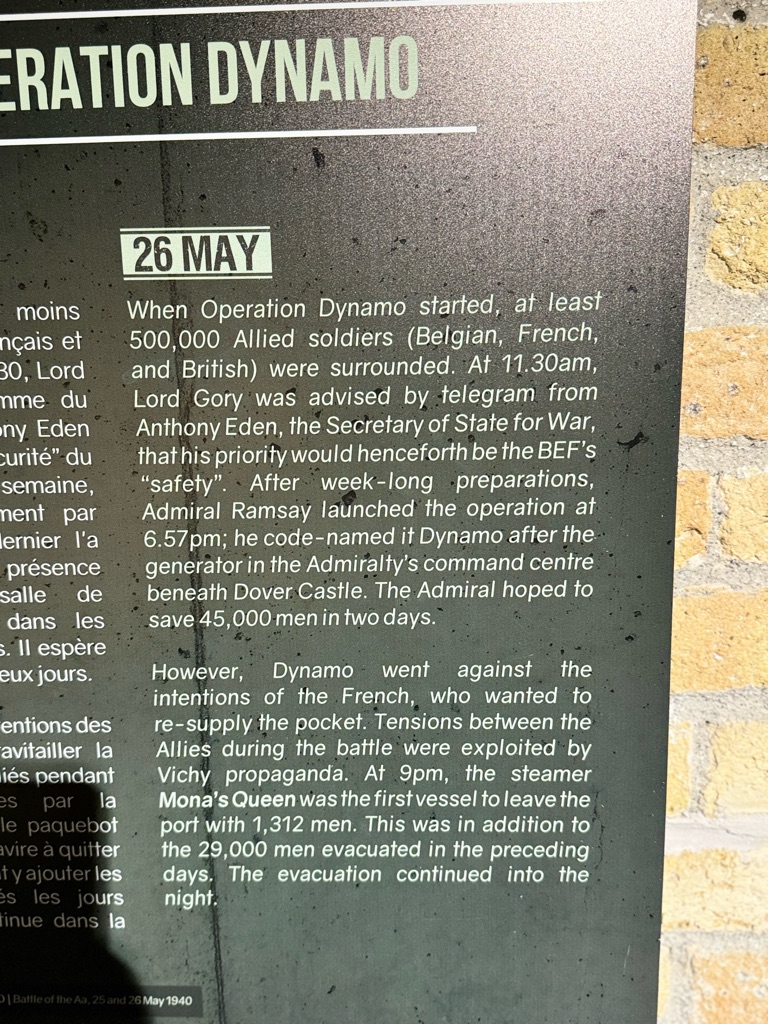 ERATION DYNAMO
moins
nçais et
30, Lord
mme du
ony Eden
curité" du
semaine,
ment par
dernier l'a
présence
salle de
dans les
s. Il espère
eux jours.
entions des
avitailler la
iés pendant
es par la
le paquebot
avire à quitter
t y ajouter les
és les jours
tinue dans la
26 MAY
When Operation Dynamo started, at least
500,000 Allied soldiers (Belgian, French,
and British) were surrounded. At 11.30am,
Lord Gory was advised by telegram from
Anthony Eden, the Secretary of State for War,
that his priority would henceforth be the BEF's
"safety". After week-long preparations,
Admiral Ramsay launched the operation at
6.57pm; he code-named it Dynamo after the
generator in the Admiralty's command centre
beneath Dover Castle. The Admiral hoped to
save 45,000 men in two days.
However, Dynamo went against the
intentions of the French, who wanted to
re-supply the pocket. Tensions between the
Allies during the battle were exploited by
Vichy propaganda. At 9pm, the steamer
Mona's Queen was the first vessel to leave the
port with 1,312 men. This was in addition to
the 29,000 men evacuated in the preceding
days. The evacuation continued into the
night.
0 | Battle of the Aa, 25 and 26 May 1940